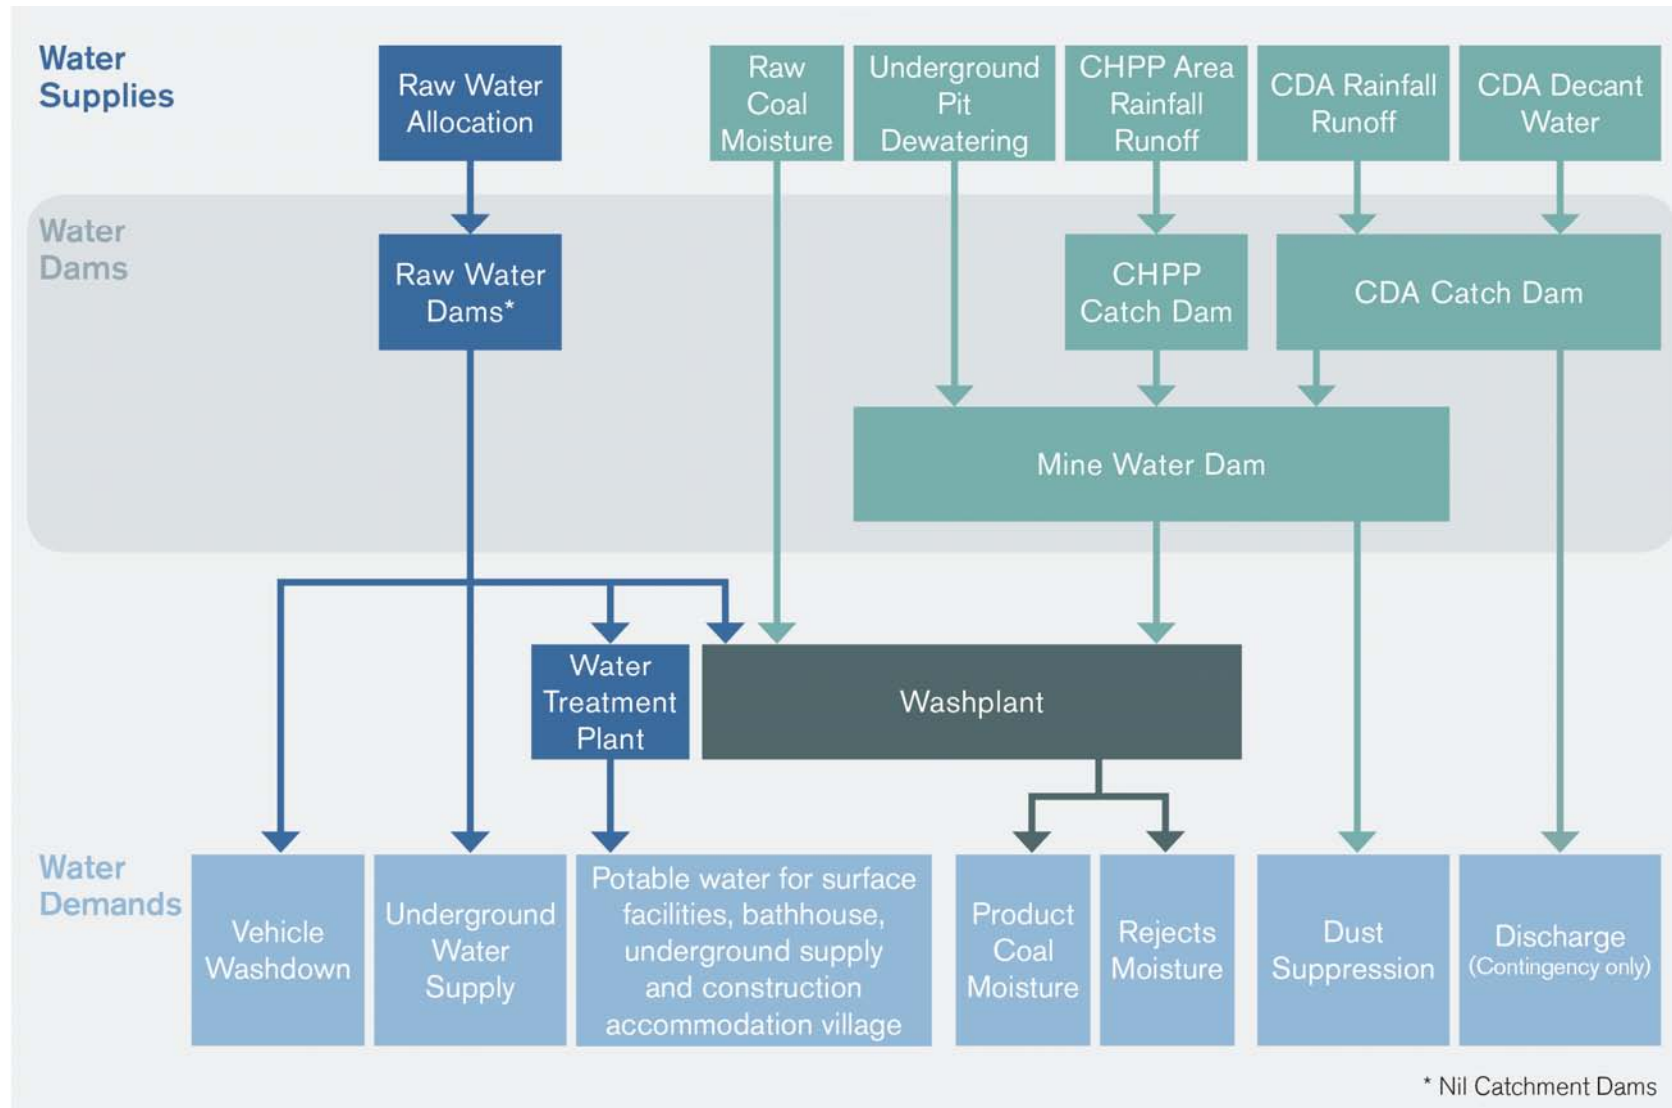 Water
Supplies
Raw Water
Allocation
Raw
Coal
Moisture
Underground
Pit
Dewatering
CHPP Area
Rainfall
Runoff
CDA Rainfall
Runoff
CDA Decant
Water
Water
Dams
Raw Water
Dams*
CHPP
Catch Dam
CDA Catch Dam
Mine Water Dam
Water
Treatment
Plant
Washplant
Water
Demands
Vehicle
Washdown
Underground
Water
Supply
Potable water for surface
facilities, bathhouse,
underground supply
and construction
accommodation village
Product
Coal
Moisture
Rejects
Moisture
Dust
Suppression
Discharge
(Contingency only)
* Nil Catchment Dams